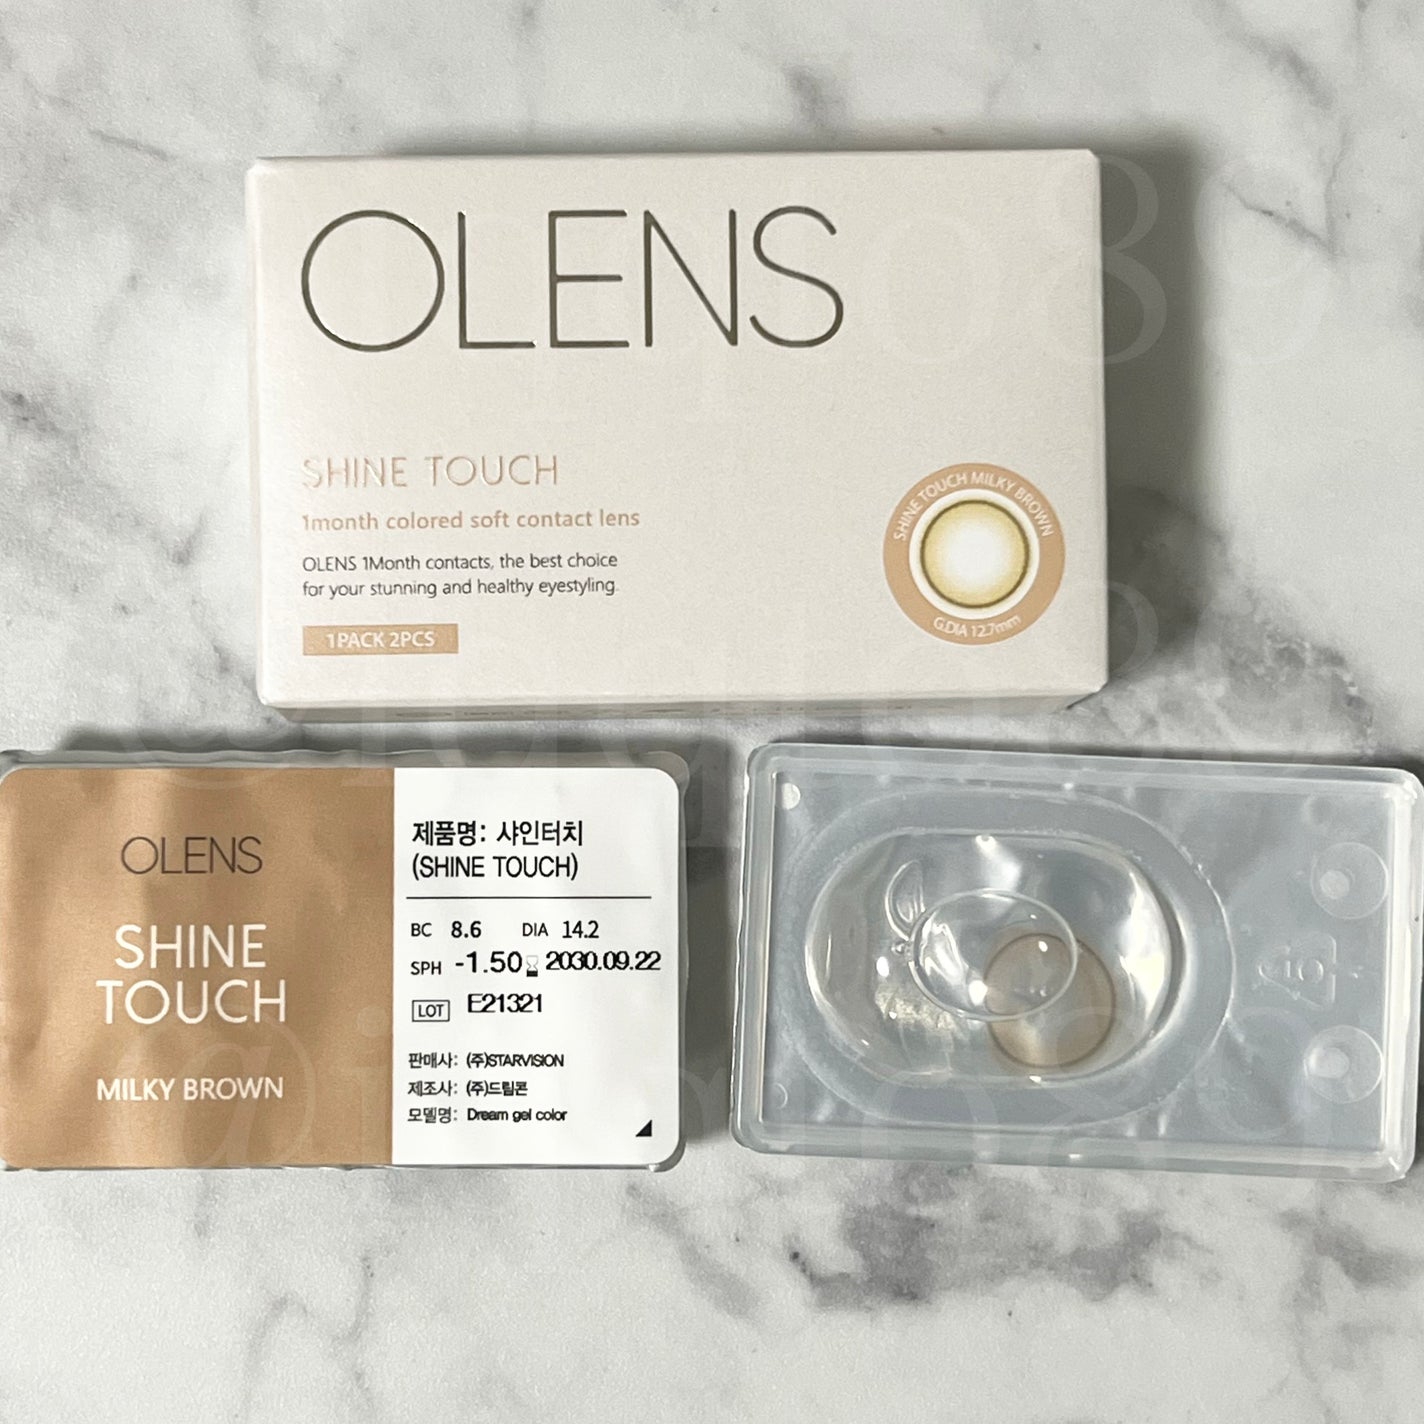 OLENS
SHINE TOUCH
1month colored soft contact lens
OLENS 1Month contacts, the best choice
for your stunning and healthy eyestyling.
1PACK 2PCS
SHINE TOUCH MILKY BROWN
G.DIA 12.7mm
OLENS
SHINE
TOUCH
MILKY BROWN
제품명: 샤인터치
(SHINE TOUCH)
BC 8.6 DIA 14.2
SPH -1.50 2030.09.22
LOT E21321
판매사: (주)STARVISION
제조사: (주)드림콘
모델명: Dream gel color